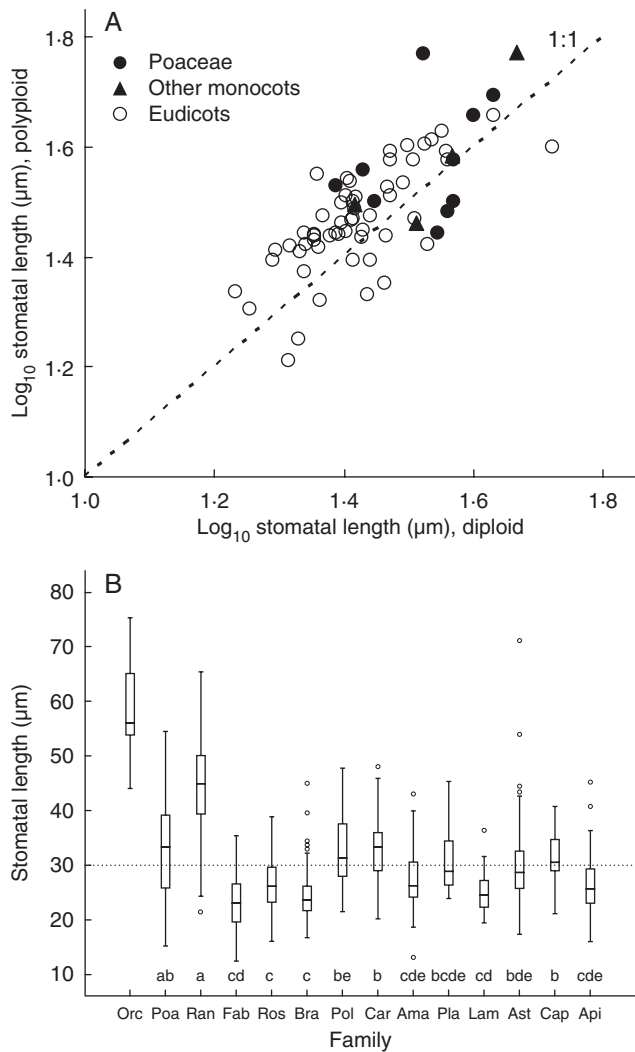 A
1:1
Poaceae
Other monocots
Eudicots
1·8
1·6
1·4
1·2
1·0
Log10 stomatal length (μm), polyploid
1·0 1·2 1·4 1·6 1·8
Log10 stomatal length (μm), diploid
B
80
70
60
50
40
30
20
10
Stomatal length (μm)
ab a cd c c be b cde bcde cd bde b cde
Orc Poa Ran Fab Ros Bra Pol Car Ama Pla Lam Ast Cap Api
Family